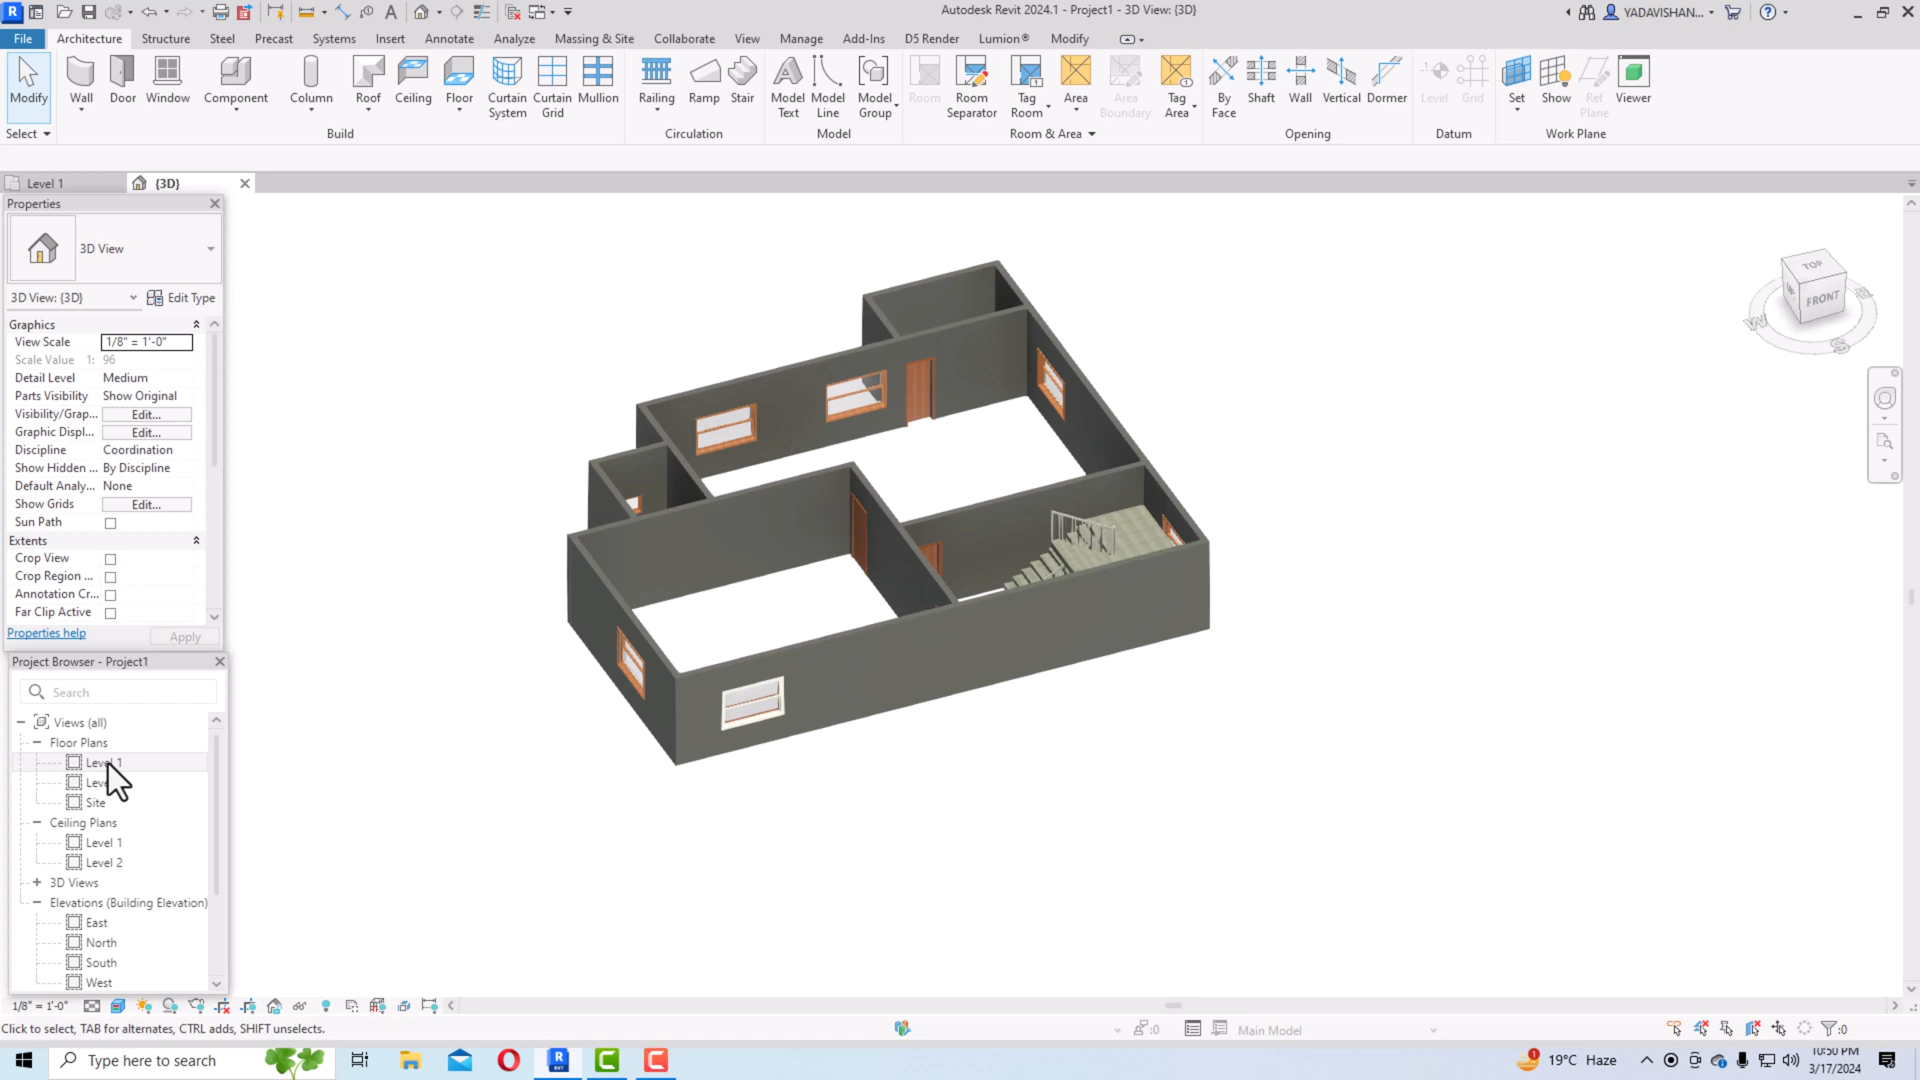 Autodesk Revit 2024.1 - Project1 - 3D View: {3D}
YADAVISHAN...
File Architecture Structure Steel Precast Systems Insert Annotate Analyze Massing & Site Collaborate View Manage Add-Ins D5 Render Lumion® Modify
Modify Wall Door Window Component Column Roof Ceiling Floor Curtain System Curtain Grid Mullion Railing Ramp Stair Model Text Model Line Model Group Room Room Separator Tag Room Area Area Boundary Tag Area By Face Shaft Wall Vertical Dormer Level Grid Set Show Ref Plane Viewer
Select Build Circulation Model Room & Area Opening Datum Work Plane
Level 1 {3D}
Properties
3D View
3D View: {3D} Edit Type
Graphics
View Scale 1/8" = 1'-0"
Scale Value 1: 96
Detail Level Medium
Parts Visibility Show Original
Visibility/Grap... Edit...
Graphic Displ... Edit...
Discipline Coordination
Show Hidden ... By Discipline
Default Analy... None
Show Grids Edit...
Sun Path
Extents
Crop View
Crop Region ...
Annotation Cr...
Far Clip Active
Properties help Apply
Project Browser - Project1
Search
Views (all)
Floor Plans
Level 1
Site
Ceiling Plans
Level 1
Level 2
3D Views
Elevations (Building Elevation)
East
North
South
West
TOP
FRONT
W
S
E
1/8" = 1'-0"
Click to select, TAB for alternates, CTRL adds, SHIFT unselects.
:0
Main Model
:0
Type here to search
1
19°C Haze
10:50 PM
3/17/2024